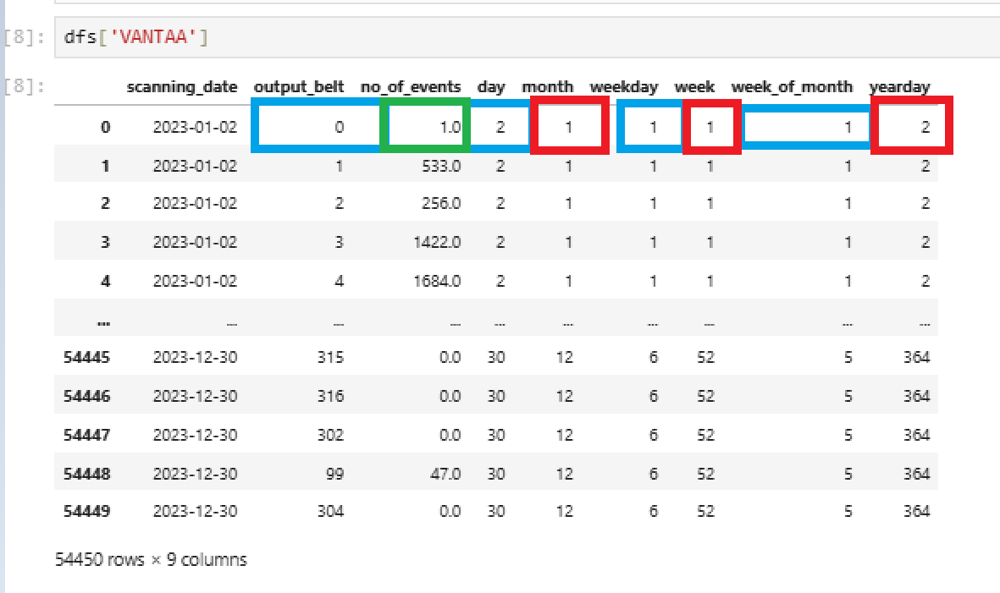 [8]: dfs['VANTAA']
[8]:
scanning_date output_belt no_of_events day month weekday week week_of_month yearday
0 2023-01-02 0 1.0 2 1 1 1 1 2
1 2023-01-02 1 533.0 2 1 1 1 1 2
2 2023-01-02 2 256.0 2 1 1 1 1 2
3 2023-01-02 3 1422.0 2 1 1 1 1 2
4 2023-01-02 4 1684.0 2 1 1 1 1 2
... ... ... ... ... ... ... ... ... ...
54445 2023-12-30 315 0.0 30 12 6 52 5 364
54446 2023-12-30 316 0.0 30 12 6 52 5 364
54447 2023-12-30 302 0.0 30 12 6 52 5 364
54448 2023-12-30 99 47.0 30 12 6 52 5 364
54449 2023-12-30 304 0.0 30 12 6 52 5 364
54450 rows × 9 columns